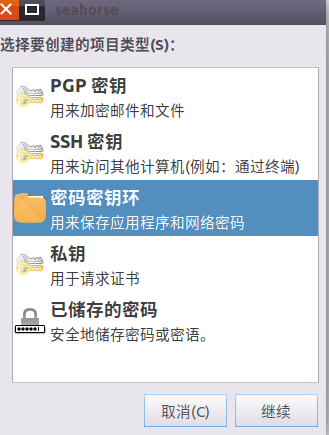 seahorse
选择要创建的项目类型(S)：
PGP 密钥
用来加密邮件和文件
SSH 密钥
用来访问其他计算机(例如：通过终端)
密码密钥环
用来保存应用程序和网络密码
私钥
用于请求证书
已储存的密码
安全地储存密码或密语。
取消(C)
继续